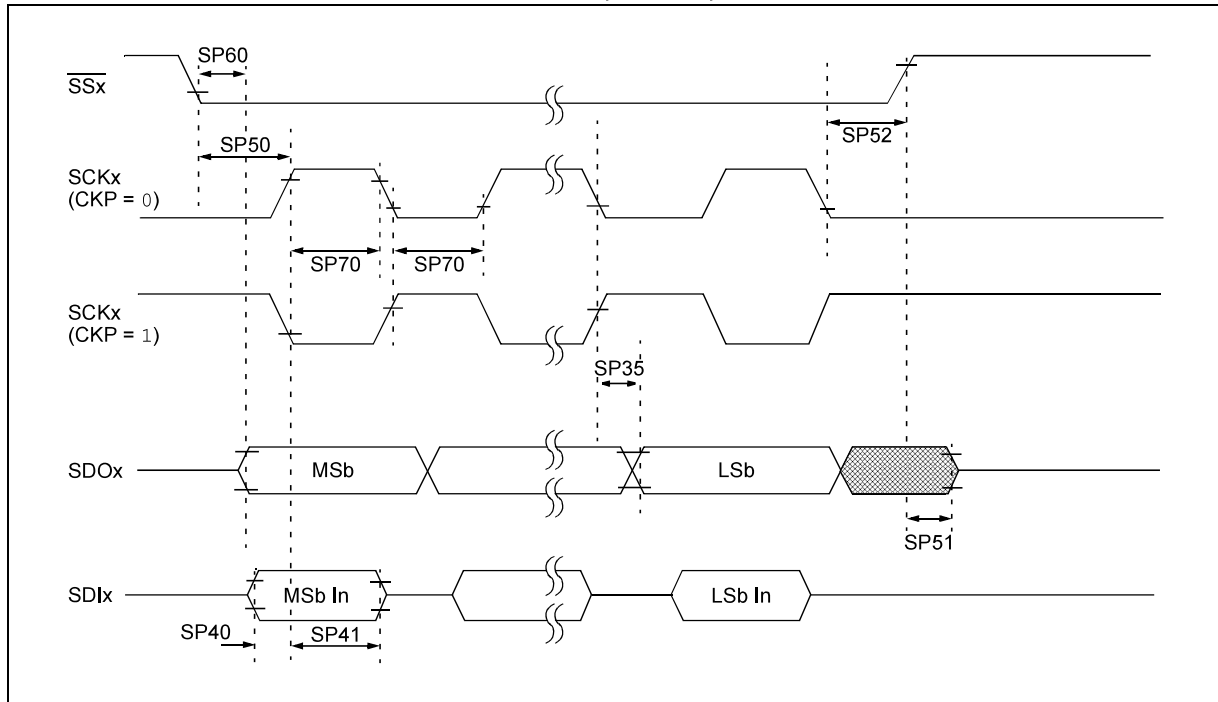 SP60
SSx
SP50
SP52
SCKx
(CKP = 0)
SP70
SP70
SCKx
(CKP = 1)
SP35
SDOx
MSb
LSb
SP51
SDIx
MSb In
LSb In
SP40
SP41